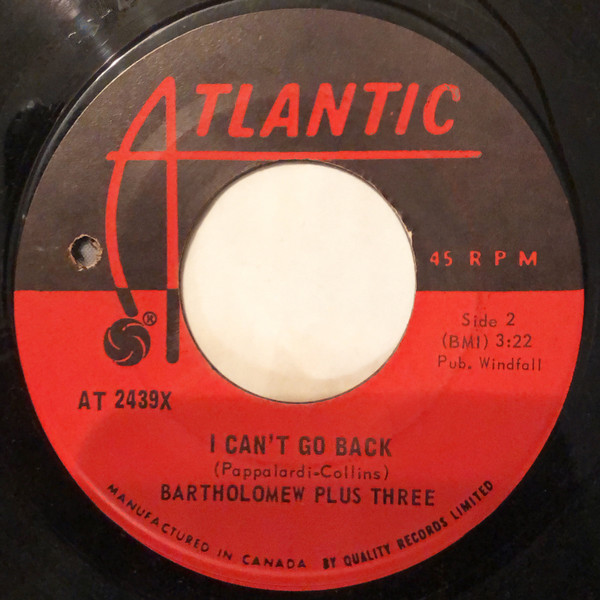 ATLANTIC
45 RPM
®
Side 2
(BMI) 3:22
Pub. Windfall
AT 2439X
I CAN'T GO BACK
(Pappalardi-Collins)
BARTHOLOMEW PLUS THREE
MANUFACTURED IN CANADA BY QUALITY RECORDS LIMITED